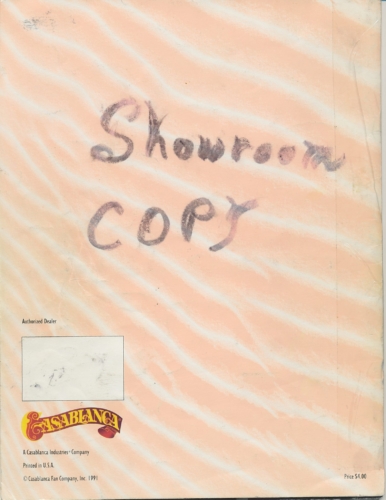 Showroom
COPY
Authorized Dealer
CASABLANCA
A Casablanca Industries Company
Printed in U.S.A.
© Casablanca Fan Company, Inc. 1991
Price $4.00